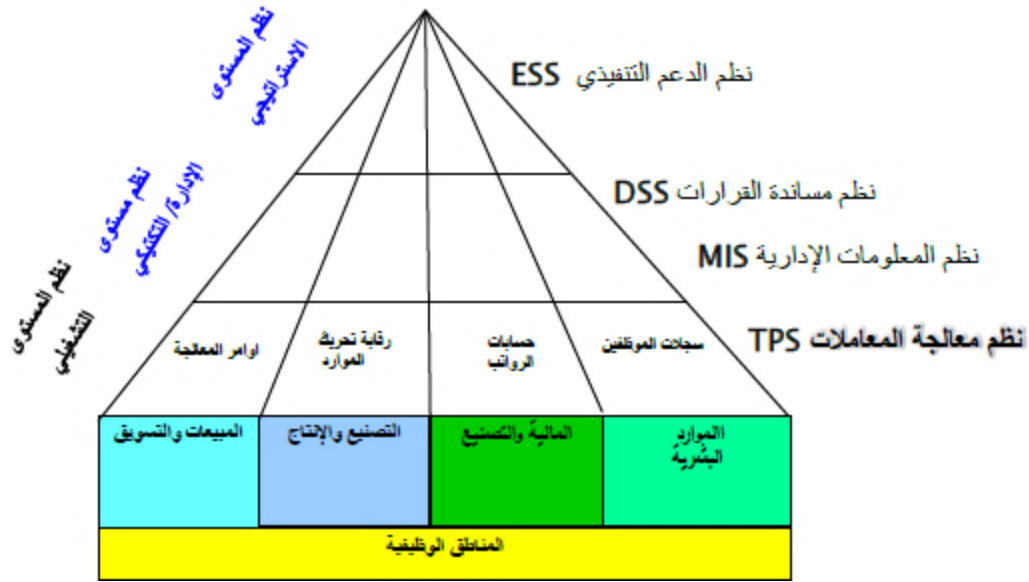 نظم المستوى
الاستراتيجي
نظم الدعم التنفيذي ESS
نظم مستوى
الإدارة/ التكتيكي
نظم مساندة القرارات DSS
نظم المعلومات الإدارية MIS
نظم المستوى
التشغيلي
نظم معالجة المعاملات TPS
سجلات الموظفين
حسابات
الرواتب
رقابة تحريك
الموارد
اوامر المعالجة
االموارد
البشرية
المالية والتصنيع
التصنيع والإنتاج
المبيعات والتسويق
المناطق الوظيفية